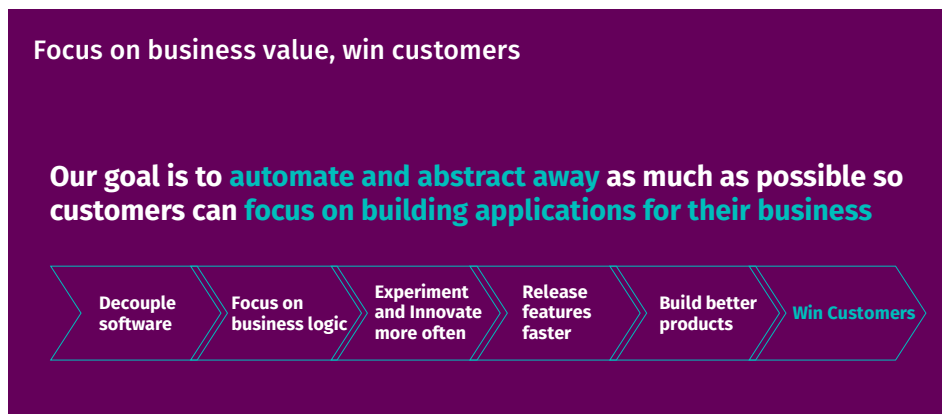 Focus on business value, win customers
Our goal is to automate and abstract away as much as possible so
customers can focus on building applications for their business
Decouple
software
Focus on
business logic
Experiment
and Innovate
more often
Release
features
faster
Build better
products
Win Customers